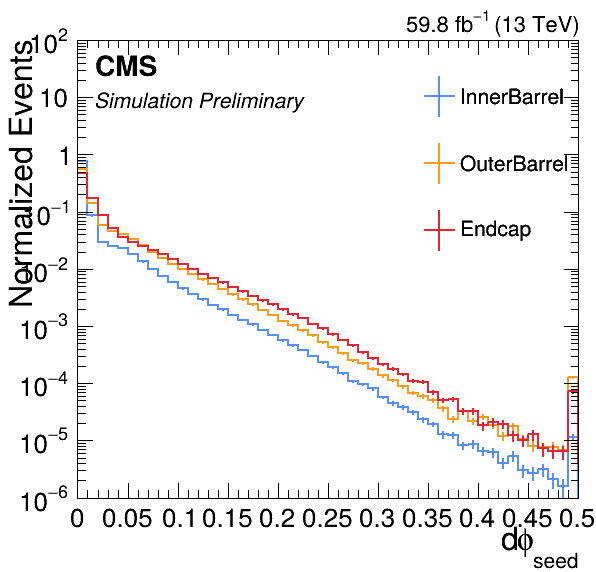 59.8 fb⁻¹ (13 TeV)
CMS
Simulation Preliminary
InnerBarrel
OuterBarrel
Endcap
Normalized Events
10²
10
1
10⁻¹
10⁻²
10⁻³
10⁻⁴
10⁻⁵
10⁻⁶
0 0.05 0.1 0.15 0.2 0.25 0.3 0.35 0.4 0.45 0.5
dϕ_seed